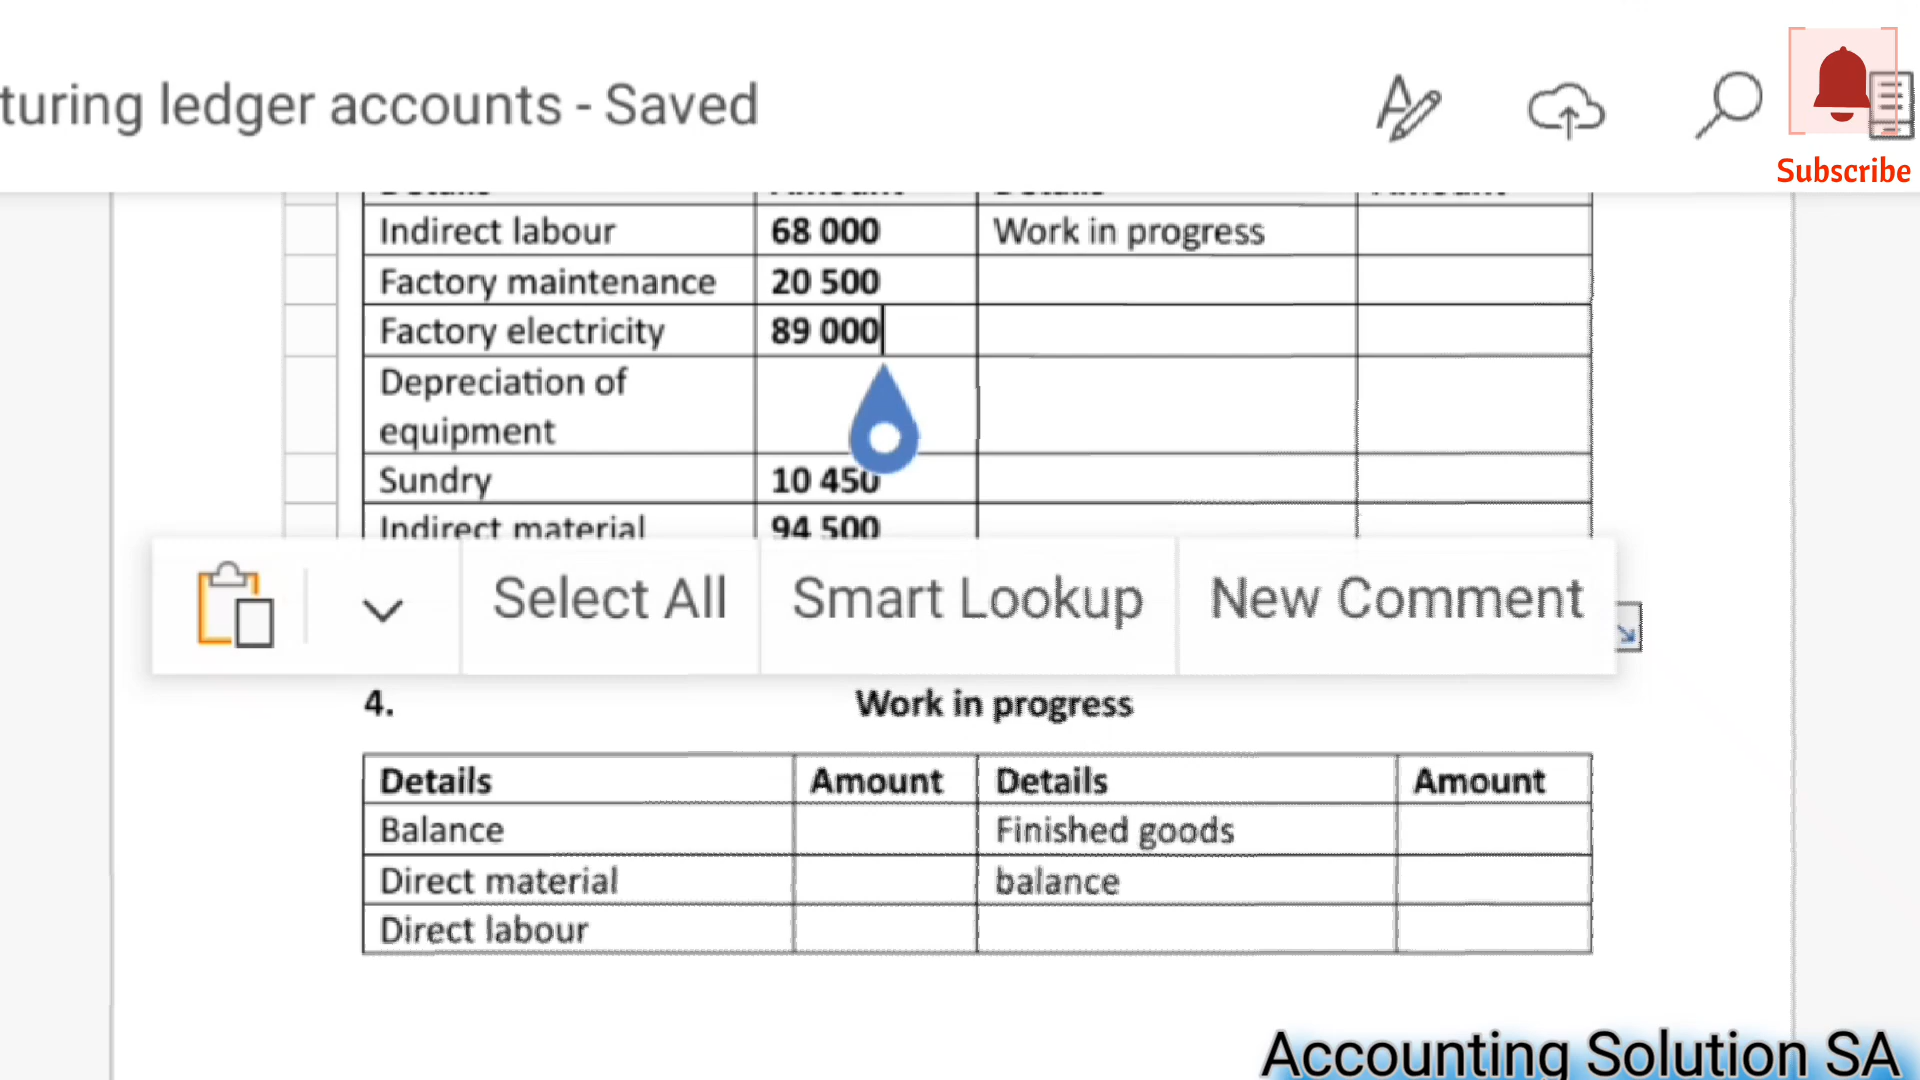 turing ledger accounts - Saved
Subscribe
Indirect labour 68 000 Work in progress
Factory maintenance 20 500
Factory electricity 89 000
Depreciation of
equipment
Sundry 10 450
Indirect material 94 500
Select All Smart Lookup New Comment
4. Work in progress
Details Amount Details Amount
Balance Finished goods
Direct material balance
Direct labour
Accounting Solution SA